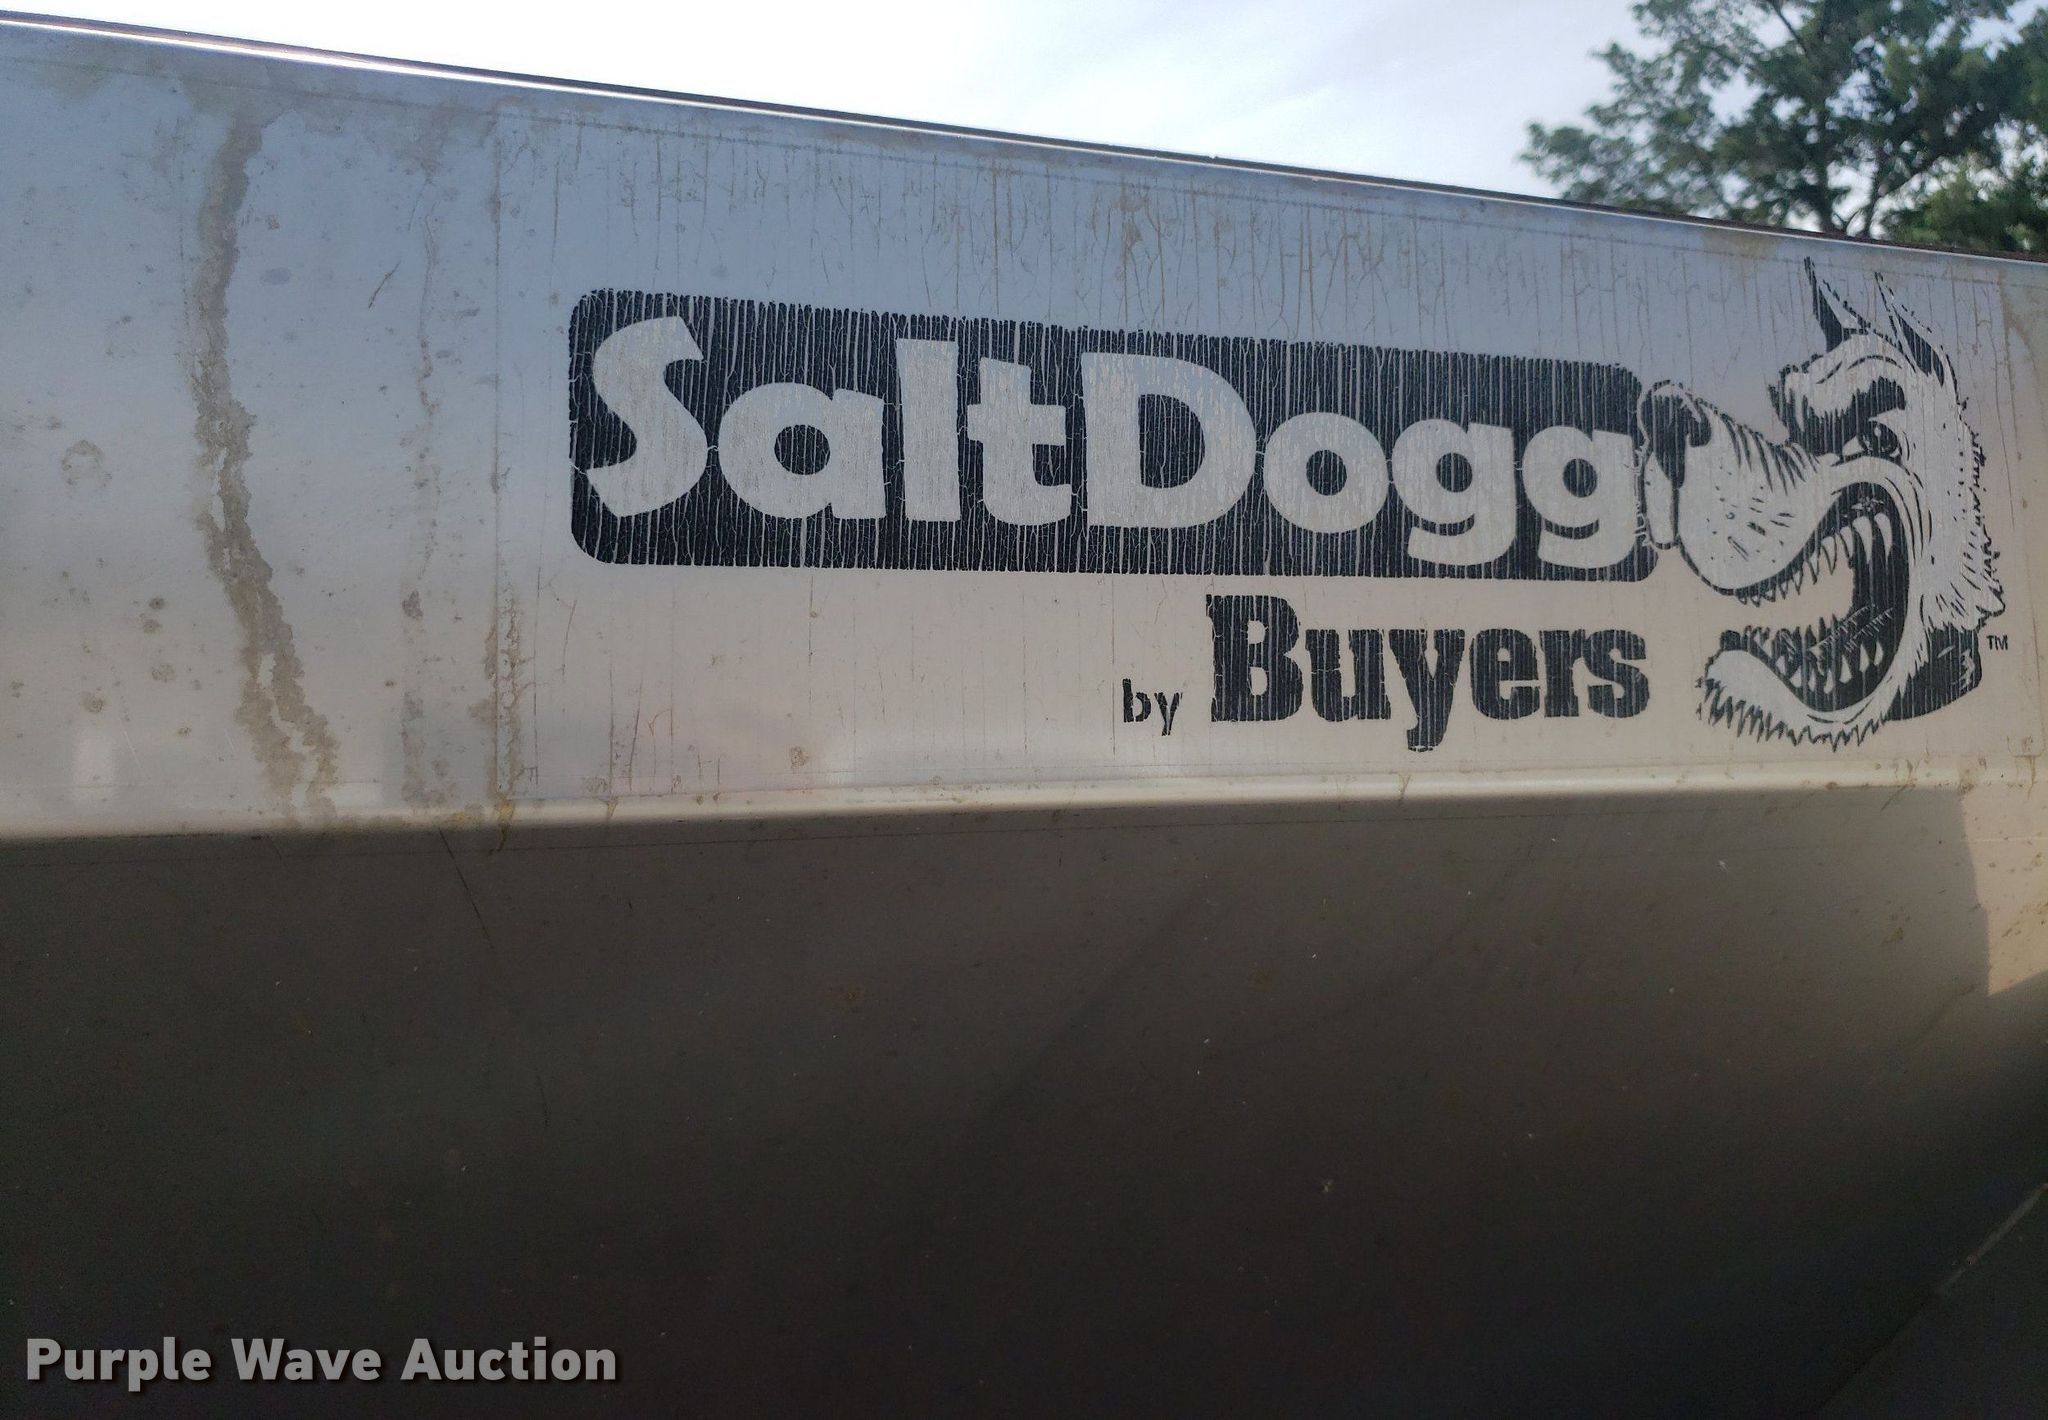 SaltDogg
by Buyers
TM
Purple Wave Auction